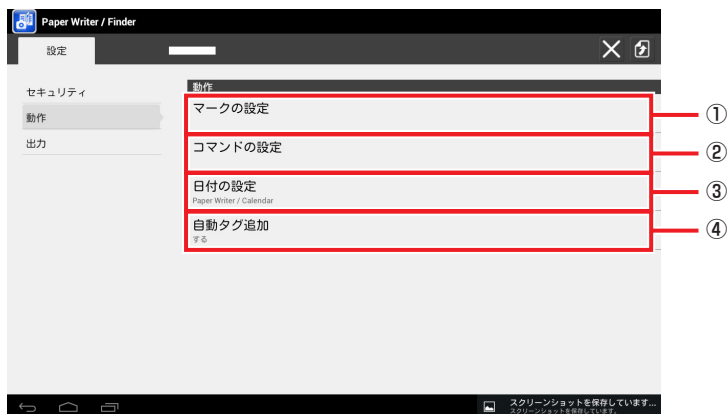 Paper Writer / Finder
設定
セキュリティ
動作
出力
動作
マークの設定
①
コマンドの設定
②
日付の設定
Paper Writer / Calendar
③
自動タグ追加
する
④
スクリーンショットを保存しています...
スクリーンショットを保存しています。